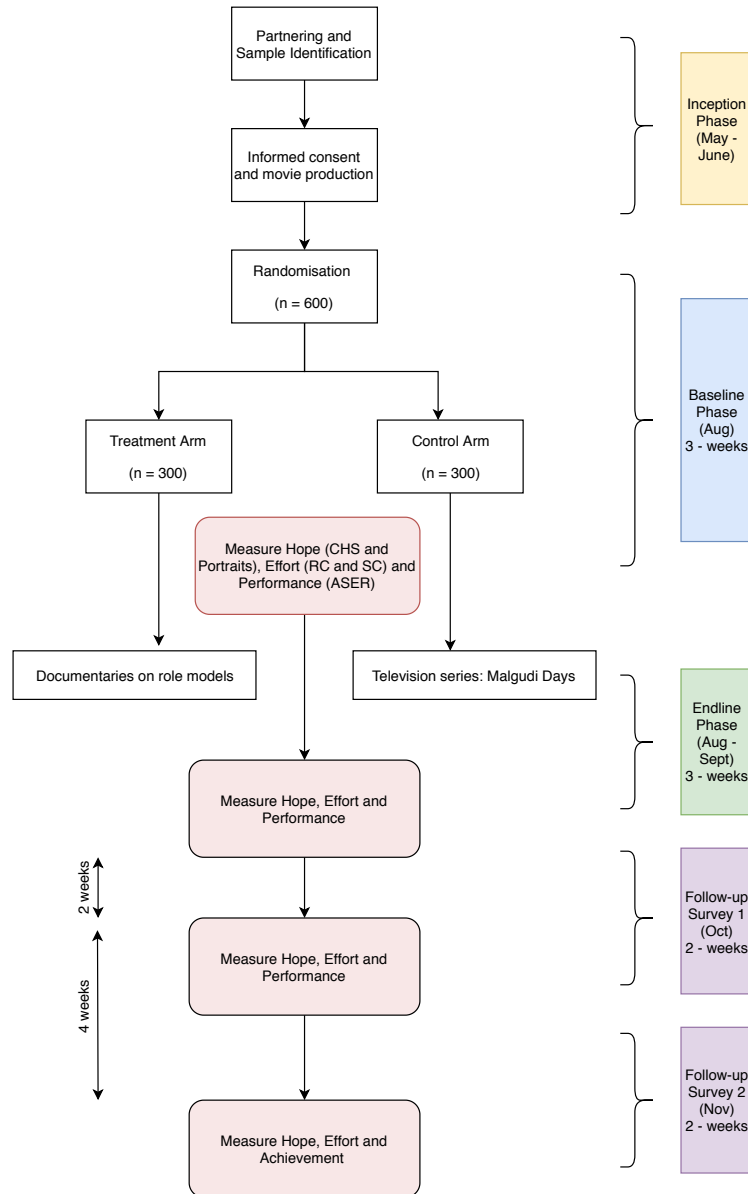 Partnering and
Sample Identification
Inception
Phase
(May -
June)
Informed consent
and movie production
Randomisation
(n = 600)
Baseline
Phase
(Aug)
3 - weeks
Treatment Arm
(n = 300)
Control Arm
(n = 300)
Measure Hope (CHS and
Portraits), Effort (RC and SC) and
Performance (ASER)
Documentaries on role models
Television series: Malgudi Days
Endline
Phase
(Aug -
Sept)
3 - weeks
Measure Hope, Effort and
Performance
2 weeks
Follow-up
Survey 1
(Oct)
2 - weeks
Measure Hope, Effort and
Performance
4 weeks
Follow-up
Survey 2
(Nov)
2 - weeks
Measure Hope, Effort and
Achievement